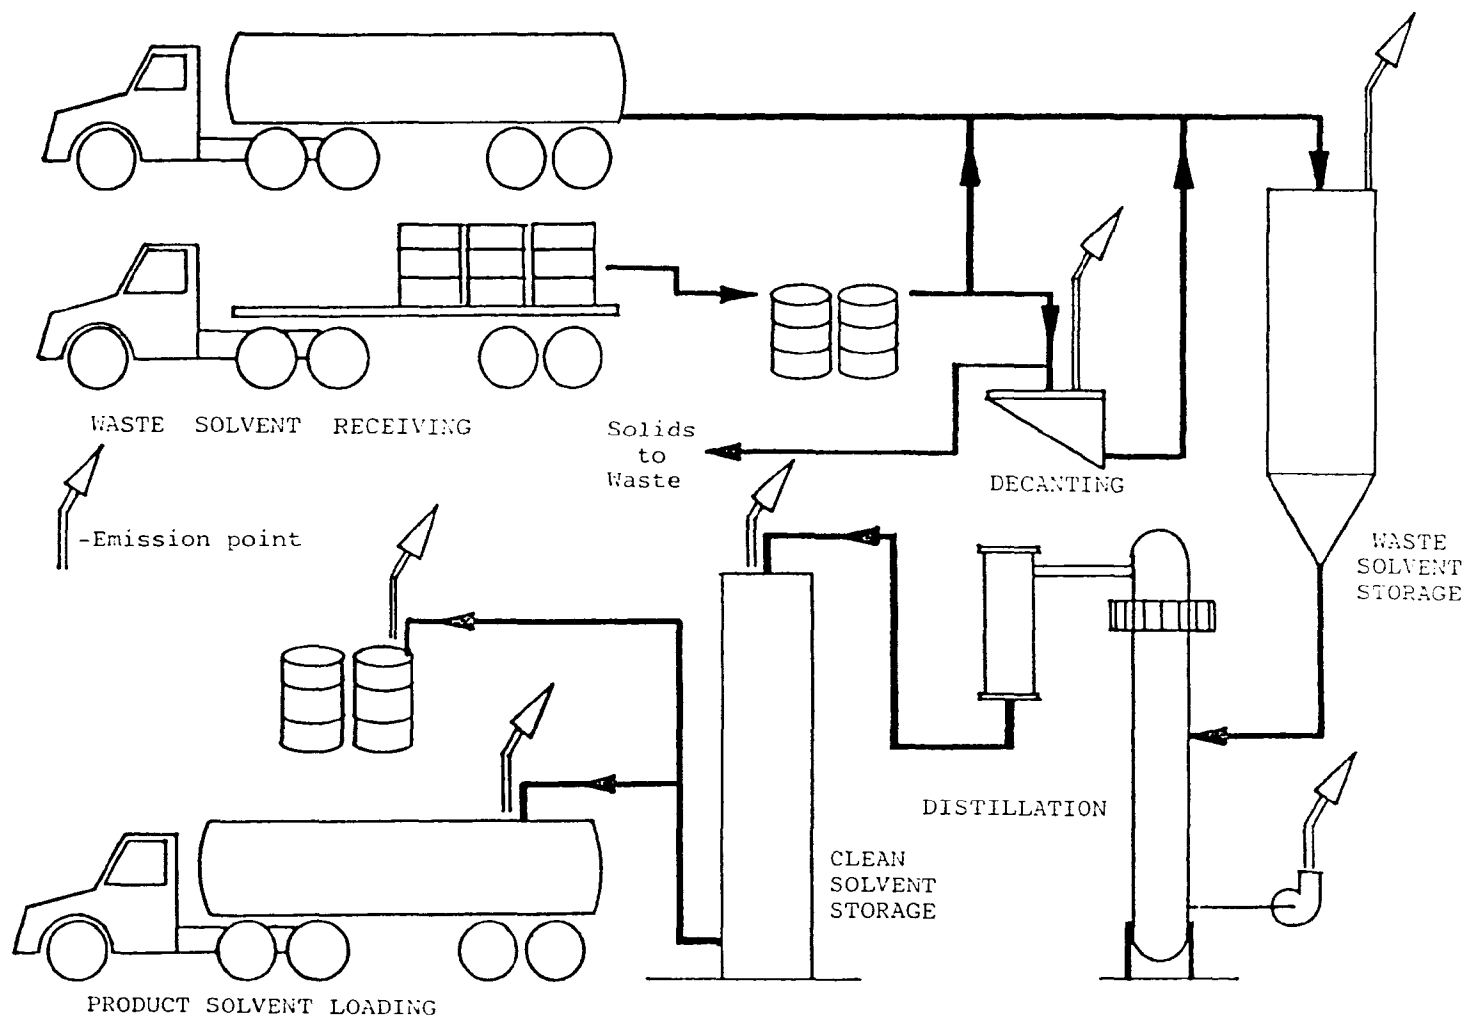 WASTE SOLVENT RECEIVING
Solids
to
Waste
DECANTING
-Emission point
WASTE
SOLVENT
STORAGE
DISTILLATION
CLEAN
SOLVENT
STORAGE
PRODUCT SOLVENT LOADING